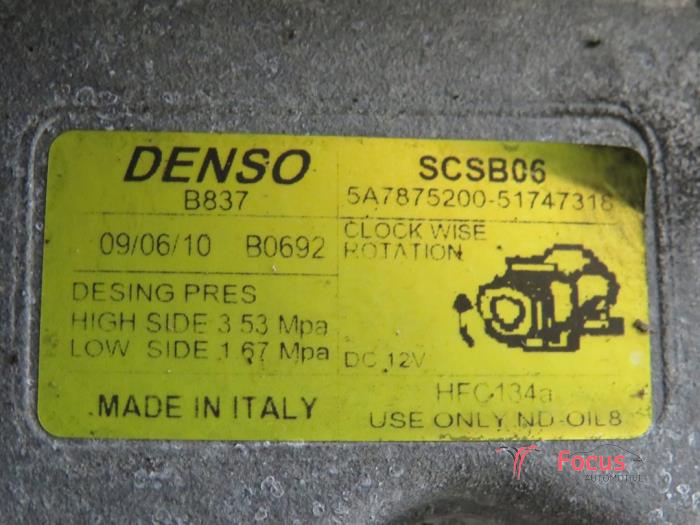 DENSO
B837
SCSB06
5A7875200-51747318
09/06/10 B0692
CLOCK WISE
ROTATION
DESING PRES
HIGH SIDE 3.53 Mpa
LOW SIDE 1.67 Mpa
DC 12V
MADE IN ITALY
HFC134a
USE ONLY ND-OIL8
Focus
AUTOMOTIVE